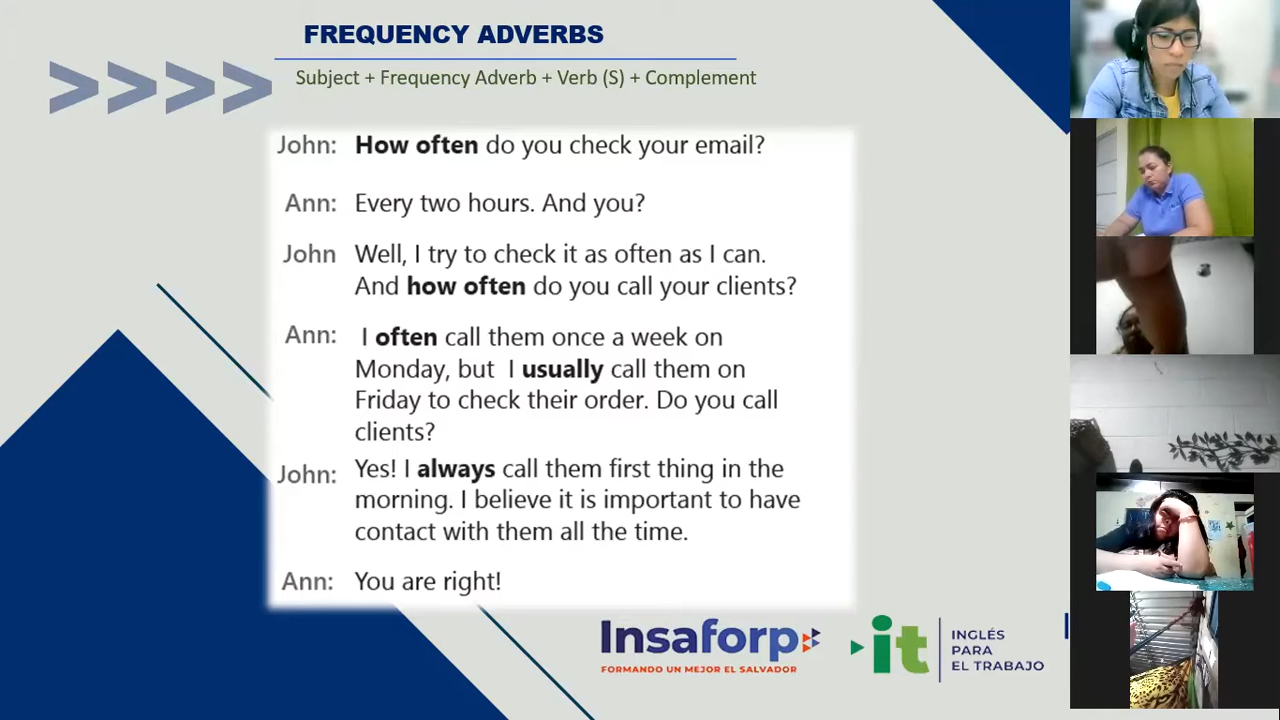 FREQUENCY ADVERBS
Subject + Frequency Adverb + Verb (S) + Complement
John: How often do you check your email?
Ann: Every two hours. And you?
John Well, I try to check it as often as I can.
And how often do you call your clients?
Ann: I often call them once a week on
Monday, but I usually call them on
Friday to check their order. Do you call
clients?
John: Yes! I always call them first thing in the
morning. I believe it is important to have
contact with them all the time.
Ann: You are right!
Insaforp
FORMANDO UN MEJOR EL SALVADOR
it
INGLÉS
PARA
EL TRABAJO